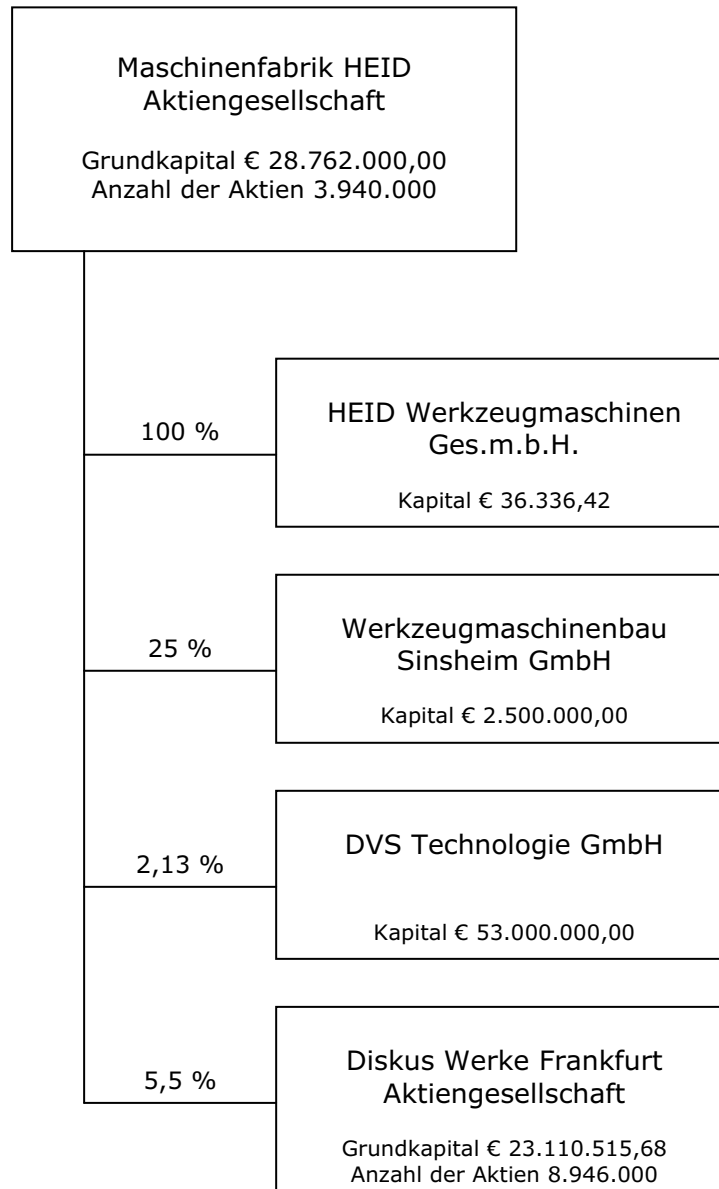 Maschinenfabrik HEID
Aktiengesellschaft
Grundkapital € 28.762.000,00
Anzahl der Aktien 3.940.000
100 %
HEID Werkzeugmaschinen
Ges.m.b.H.
Kapital € 36.336,42
25 %
Werkzeugmaschinenbau
Sinsheim GmbH
Kapital € 2.500.000,00
2,13 %
DVS Technologie GmbH
Kapital € 53.000.000,00
5,5 %
Diskus Werke Frankfurt
Aktiengesellschaft
Grundkapital € 23.110.515,68
Anzahl der Aktien 8.946.000